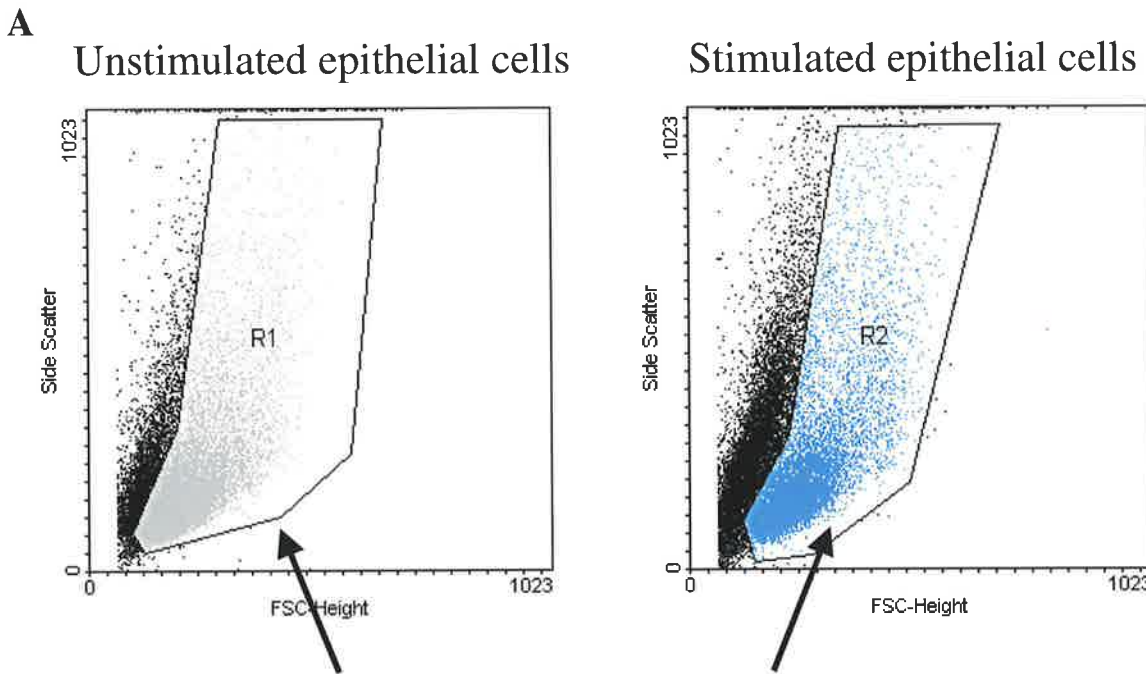 A
Unstimulated epithelial cells
Stimulated epithelial cells
1023
Side Scatter
0
R1
0
1023
FSC-Height
1023
Side Scatter
0
R2
0
1023
FSC-Height